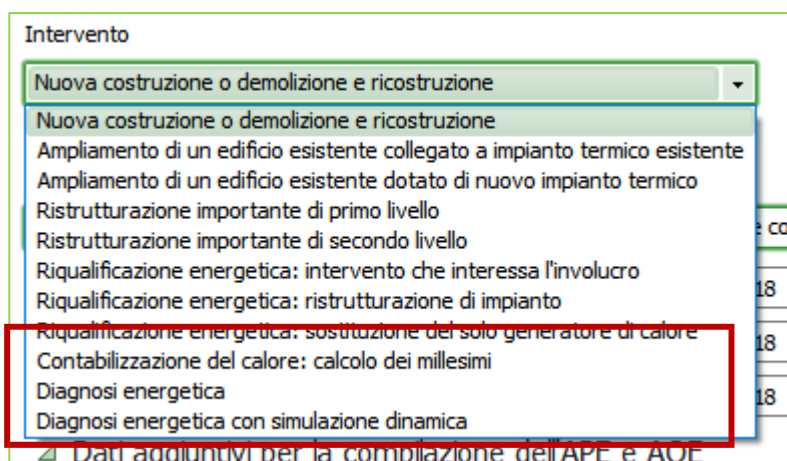 Intervento
Nuova costruzione o demolizione e ricostruzione
Nuova costruzione o demolizione e ricostruzione
Ampliamento di un edificio esistente collegato a impianto termico esistente
Ampliamento di un edificio esistente dotato di nuovo impianto termico
Ristrutturazione importante di primo livello
Ristrutturazione importante di secondo livello
e co
Riqualificazione energetica: intervento che interessa l'involucro
18
Riqualificazione energetica: ristrutturazione di impianto
Riqualificazione energetica: sostituzione del solo generatore di calore
18
Contabilizzazione del calore: calcolo dei millesimi
Diagnosi energetica
18
Diagnosi energetica con simulazione dinamica
Dati aggiuntivi per la compilazione dell'APE e AQE